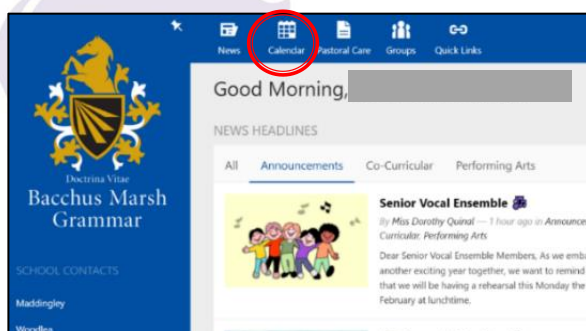 News
Calendar
Pastoral Care
Groups
Quick Links
Doctrina Vitae
Bacchus Marsh
Grammar
SCHOOL CONTACTS
Maddingley
Woodlea
Good Morning,
NEWS HEADLINES
All
Announcements
Co-Curricular
Performing Arts
Senior Vocal Ensemble
By Miss Dorothy Quinal — 1 hour ago in Announce
Curricular, Performing Arts
Dear Senior Vocal Ensemble Members, As we emba
another exciting year together, we want to remind
that we will be having a rehearsal this Monday the
February at lunchtime.